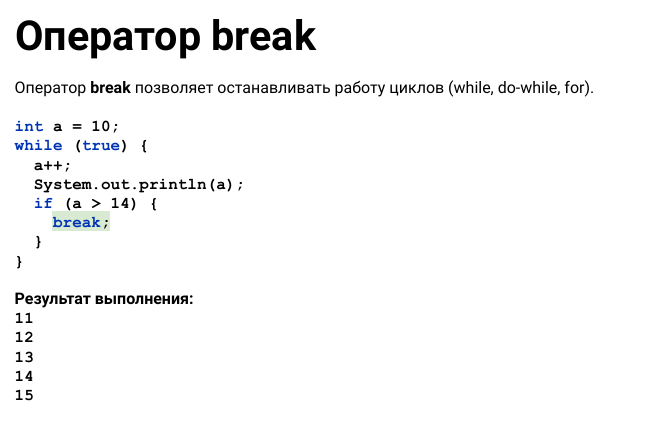 Оператор break
Оператор break позволяет останавливать работу циклов (while, do-while, for).
int a = 10;
while (true) {
  a++;
  System.out.println(a);
  if (a > 14) {
    break;
  }
}
Результат выполнения:
11
12
13
14
15